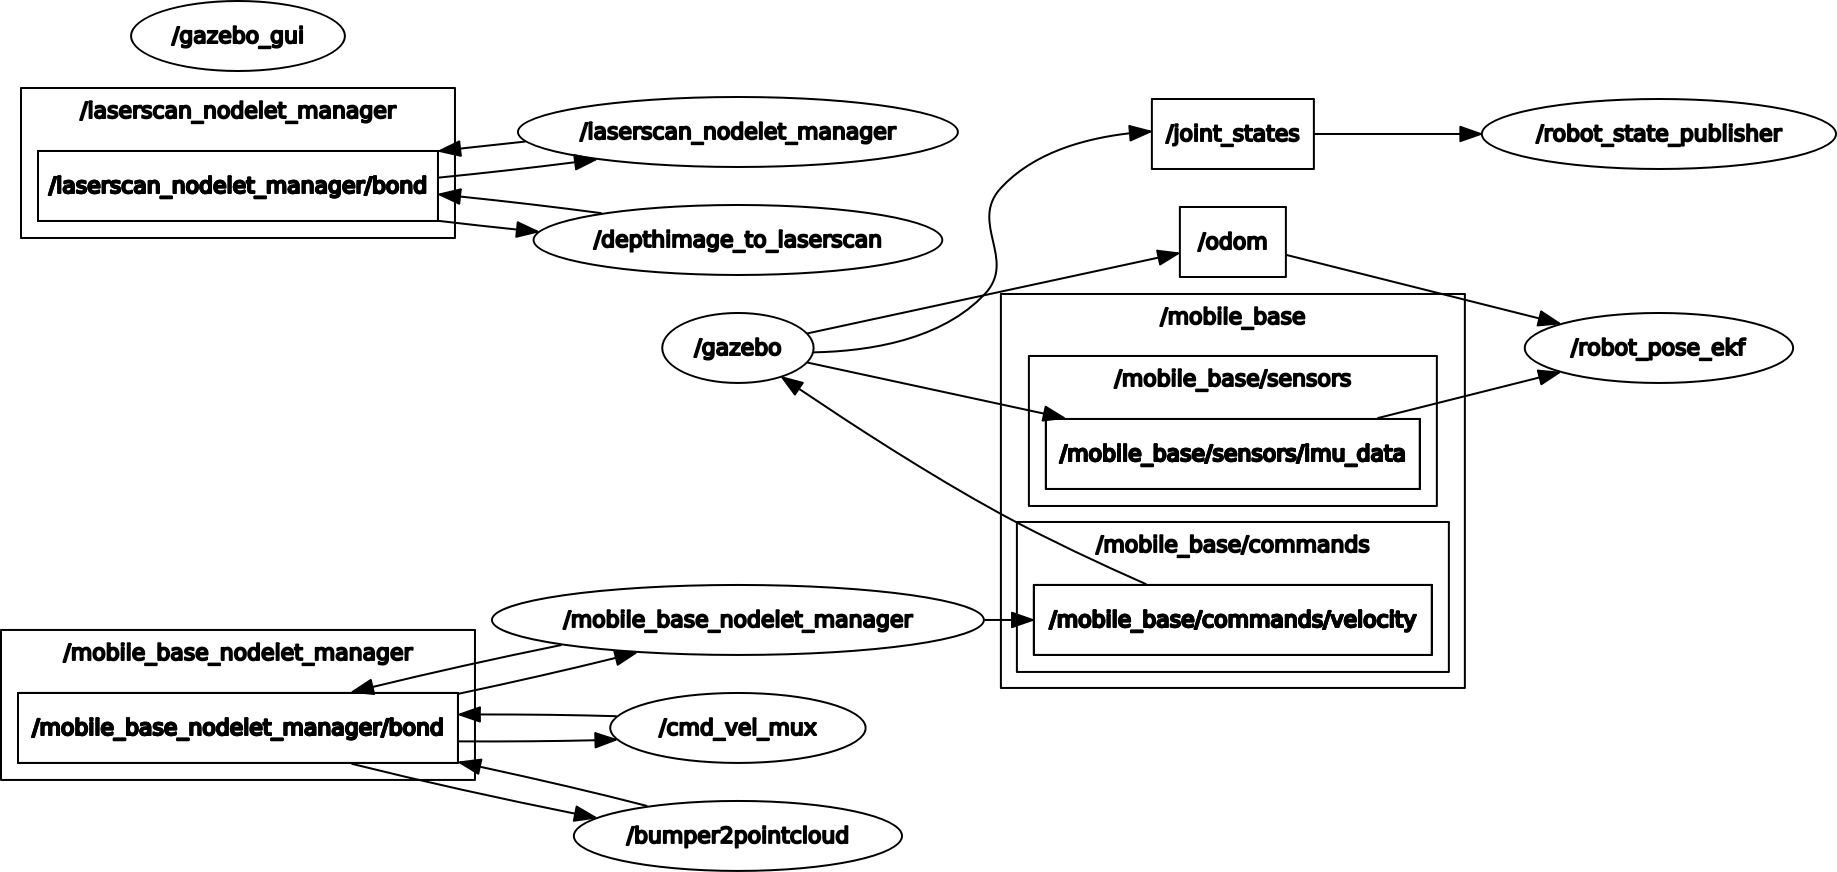 /gazebo_gui
/laserscan_nodelet_manager
/laserscan_nodelet_manager/bond
/laserscan_nodelet_manager
/depthimage_to_laserscan
/joint_states
/robot_state_publisher
/odom
/gazebo
/mobile_base
/robot_pose_ekf
/mobile_base/sensors
/mobile_base/sensors/imu_data
/mobile_base/commands
/mobile_base/commands/velocity
/mobile_base_nodelet_manager
/mobile_base_nodelet_manager
/mobile_base_nodelet_manager/bond
/cmd_vel_mux
/bumper2pointcloud